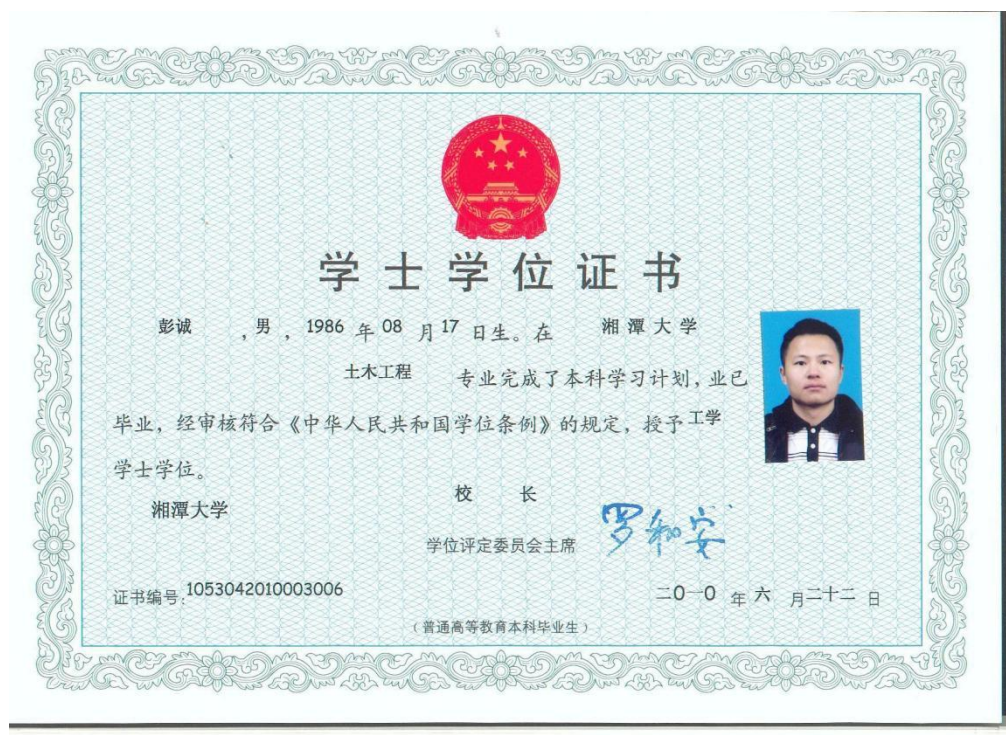 学士学位证书
彭诚 ,男,1986 年 08 月 17 日生。在 湘潭大学
土木工程 专业完成了本科学习计划,业已
毕业,经审核符合《中华人民共和国学位条例》的规定,授予 工学
学士学位。
湘潭大学 校 长
学位评定委员会主席 罗和安
证书编号:1053042010003006 二0一0 年 六 月二十二 日
(普通高等教育本科毕业生)